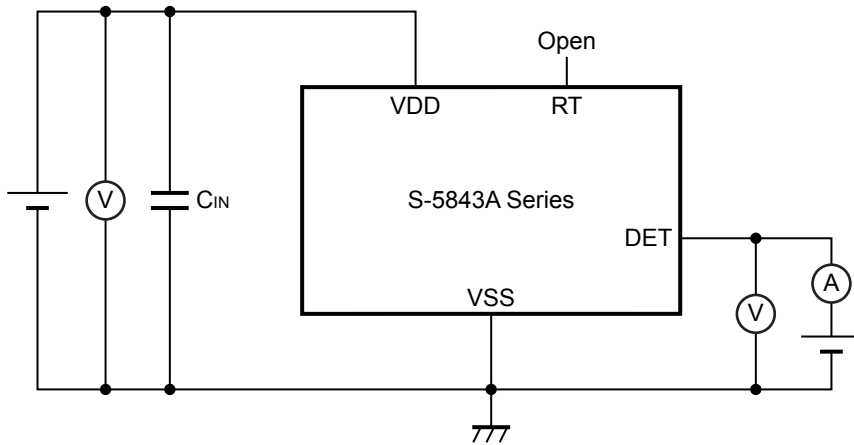 Open
VDD
RT
V
CIN
S-5843A Series
DET
A
VSS
V